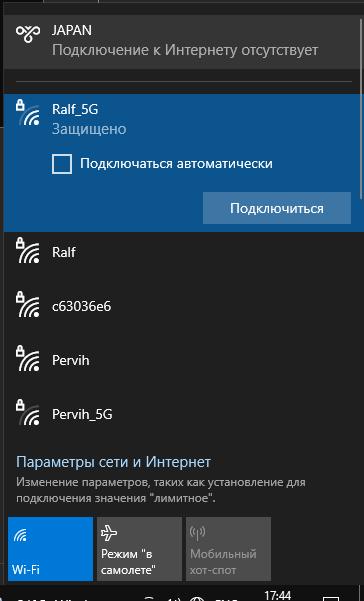 JAPAN
Подключение к Интернету отсутствует
Ralf_5G
Защищено
Подключаться автоматически
Подключиться
Ralf
c63036e6
Pervih
Pervih_5G
Параметры сети и Интернет
Изменение параметров, таких как установление для
подключения значения "лимитное".
Wi-Fi
Режим "в
самолете"
Мобильный
хот-спот
17:44